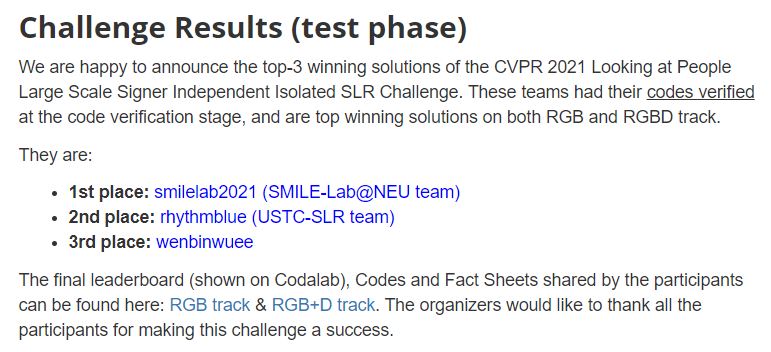 Challenge Results (test phase)
We are happy to announce the top-3 winning solutions of the CVPR 2021 Looking at People
Large Scale Signer Independent Isolated SLR Challenge. These teams had their codes verified
at the code verification stage, and are top winning solutions on both RGB and RGBD track.
They are:
• 1st place: smilelab2021 (SMILE-Lab@NEU team)
• 2nd place: rhythmblue (USTC-SLR team)
• 3rd place: wenbinwuee
The final leaderboard (shown on Codalab), Codes and Fact Sheets shared by the participants
can be found here: RGB track & RGB+D track. The organizers would like to thank all the
participants for making this challenge a success.